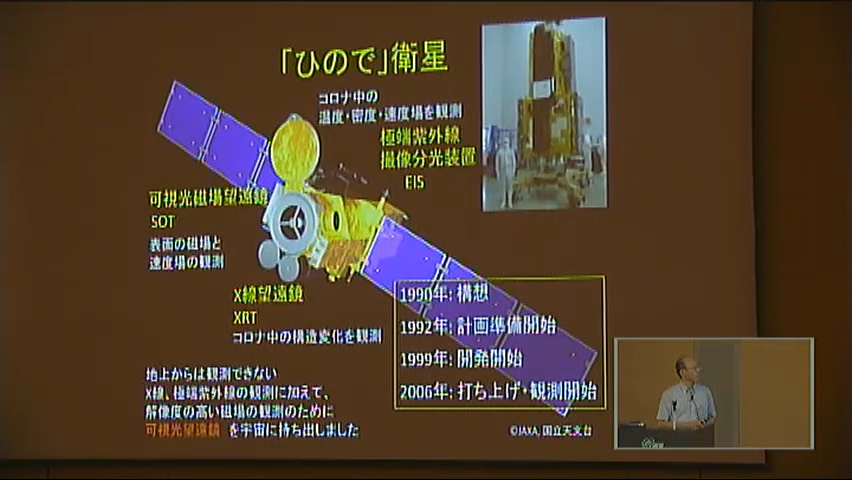 「ひので」衛星
コロナ中の
温度・密度・速度場を観測
極端紫外線
撮像分光装置
EIS
可視光磁場望遠鏡
SOT
表面の磁場と
速度場の観測
X線望遠鏡
XRT
コロナ中の構造変化を観測
1990年: 構想
1992年: 計画準備開始
1999年: 開発開始
2006年: 打ち上げ・観測開始
地上からは観測できない
X線、極端紫外線の観測に加えて、
解像度の高い磁場の観測のために
可視光望遠鏡 を宇宙に持ち出しました
©JAXA, 国立天文台